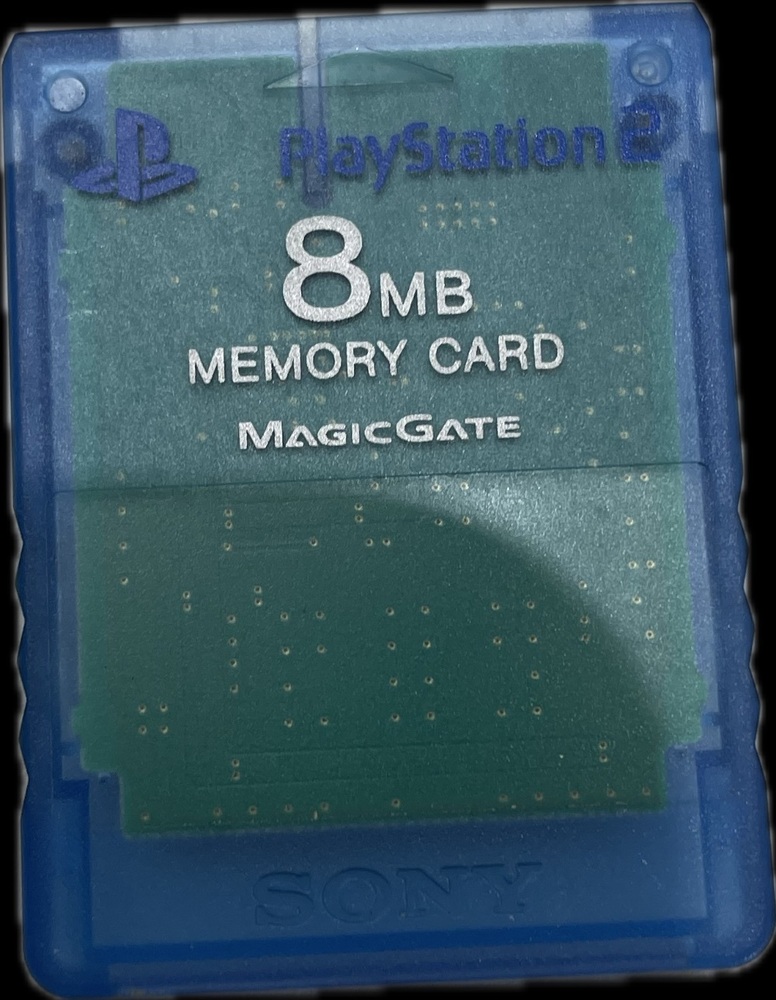 PlayStation 2
8MB
MEMORY CARD
MAGICGATE
SONY